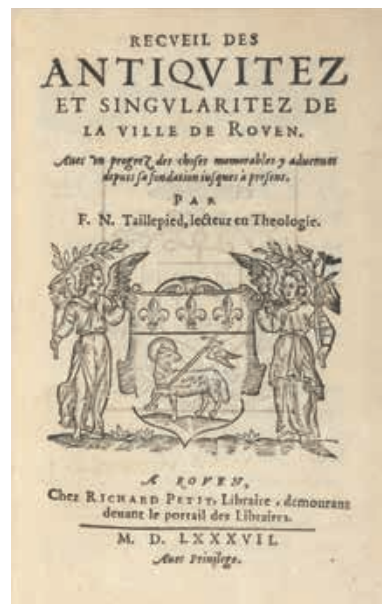 RECVEIL DES
ANTIQVITEZ
ET SINGVLARITEZ DE
LA VILLE DE ROVEN.
Auec vn progrez des choses memorables y aduenues
depuis sa fondation iusques à present.
PAR
F. N. Taillepied, lecteur en Theologie.
A ROVEN,
Chez RICHARD PETIT, Libraire, demourant
deuant le portail des Libraires.
M. D. LXXXVII.
Auec Priuilege.